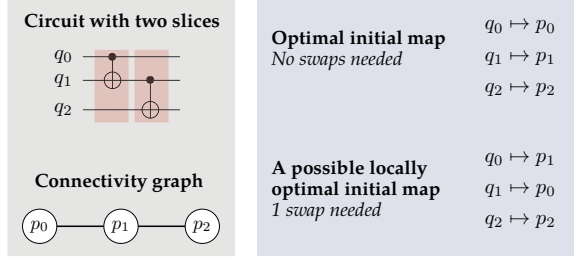 Circuit with two slices
q₀
q₁
q₂
Connectivity graph
p₀ p₁ p₂
Optimal initial map
No swaps needed
q₀ ↦ p₀
q₁ ↦ p₁
q₂ ↦ p₂
A possible locally
optimal initial map
1 swap needed
q₀ ↦ p₁
q₁ ↦ p₀
q₂ ↦ p₂